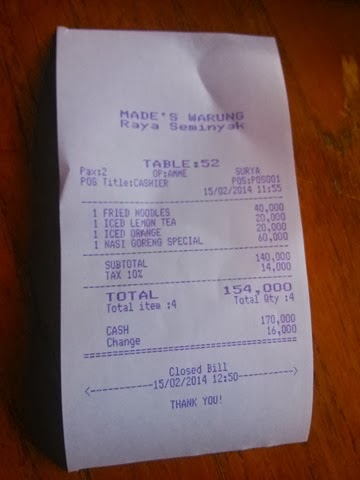 MADE'S WARUNG
Raya Seminyak
TABLE:52
Pax:2 OP:AMME SURYA
POS Title:CASHIER POS:POS001
15/02/2014 11:55
1 FRIED NOODLES 40,000
1 ICED LEMON TEA 20,000
1 ICED ORANGE 20,000
1 NASI GORENG SPECIAL 60,000
SUBTOTAL 140,000
TAX 10% 14,000
TOTAL 154,000
Total item :4 Total Qty :4
CASH 170,000
Change 16,000
Closed Bill
<----------15/02/2014 12:50---------->
THANK YOU!